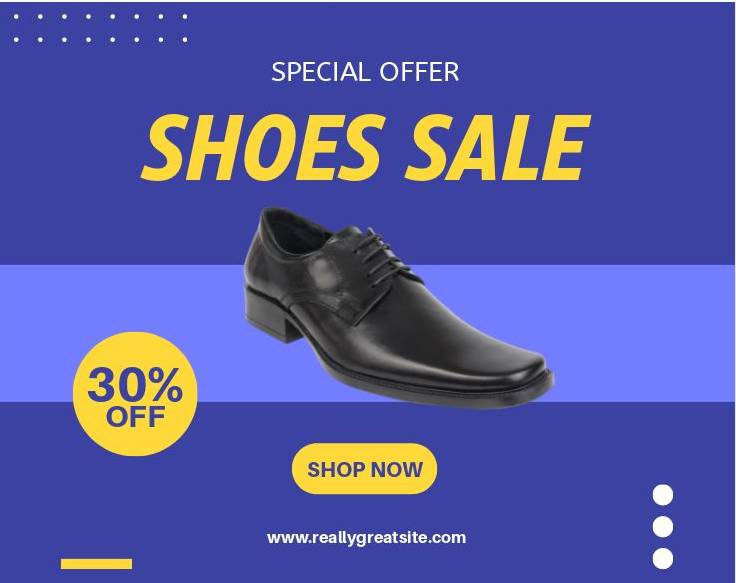 SPECIAL OFFER
SHOES SALE
30%
OFF
SHOP NOW
www.reallygreatsite.com